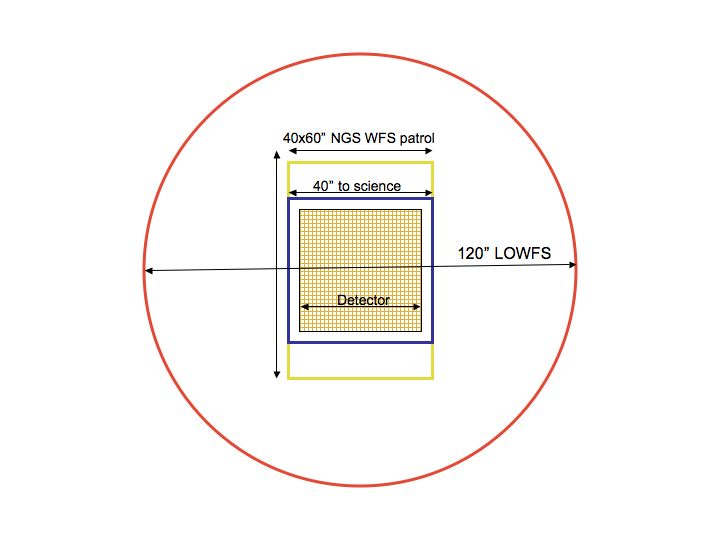 40x60” NGS WFS patrol
40” to science
120” LOWFS
Detector